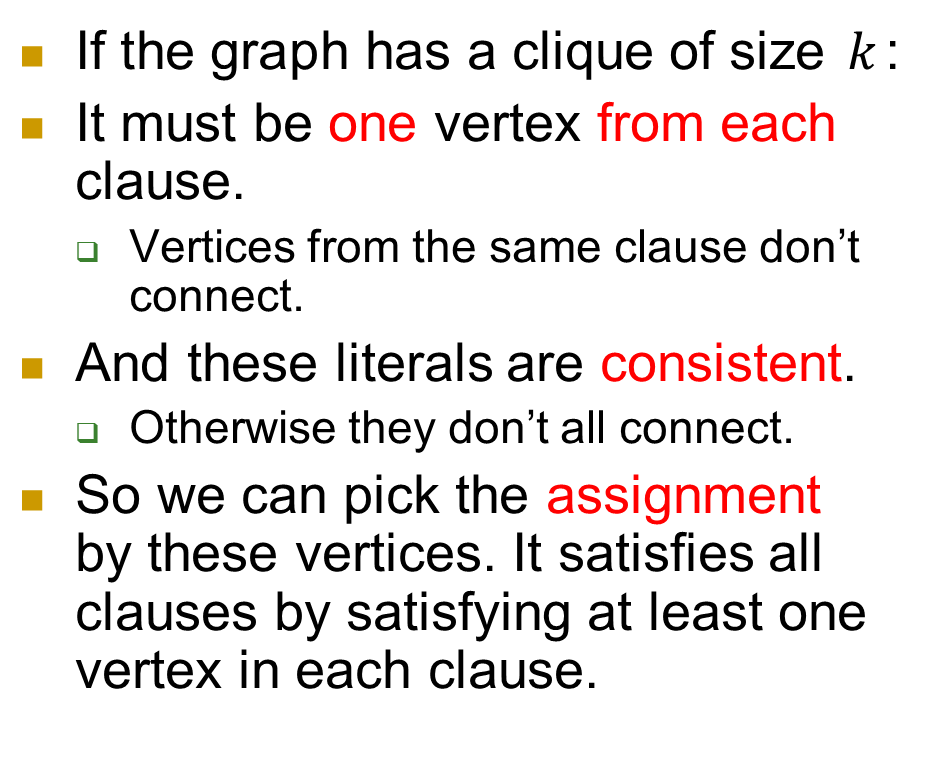 If the graph has a clique of size k:
It must be one vertex from each
clause.
Vertices from the same clause don’t
connect.
And these literals are consistent.
Otherwise they don’t all connect.
So we can pick the assignment
by these vertices. It satisfies all
clauses by satisfying at least one
vertex in each clause.